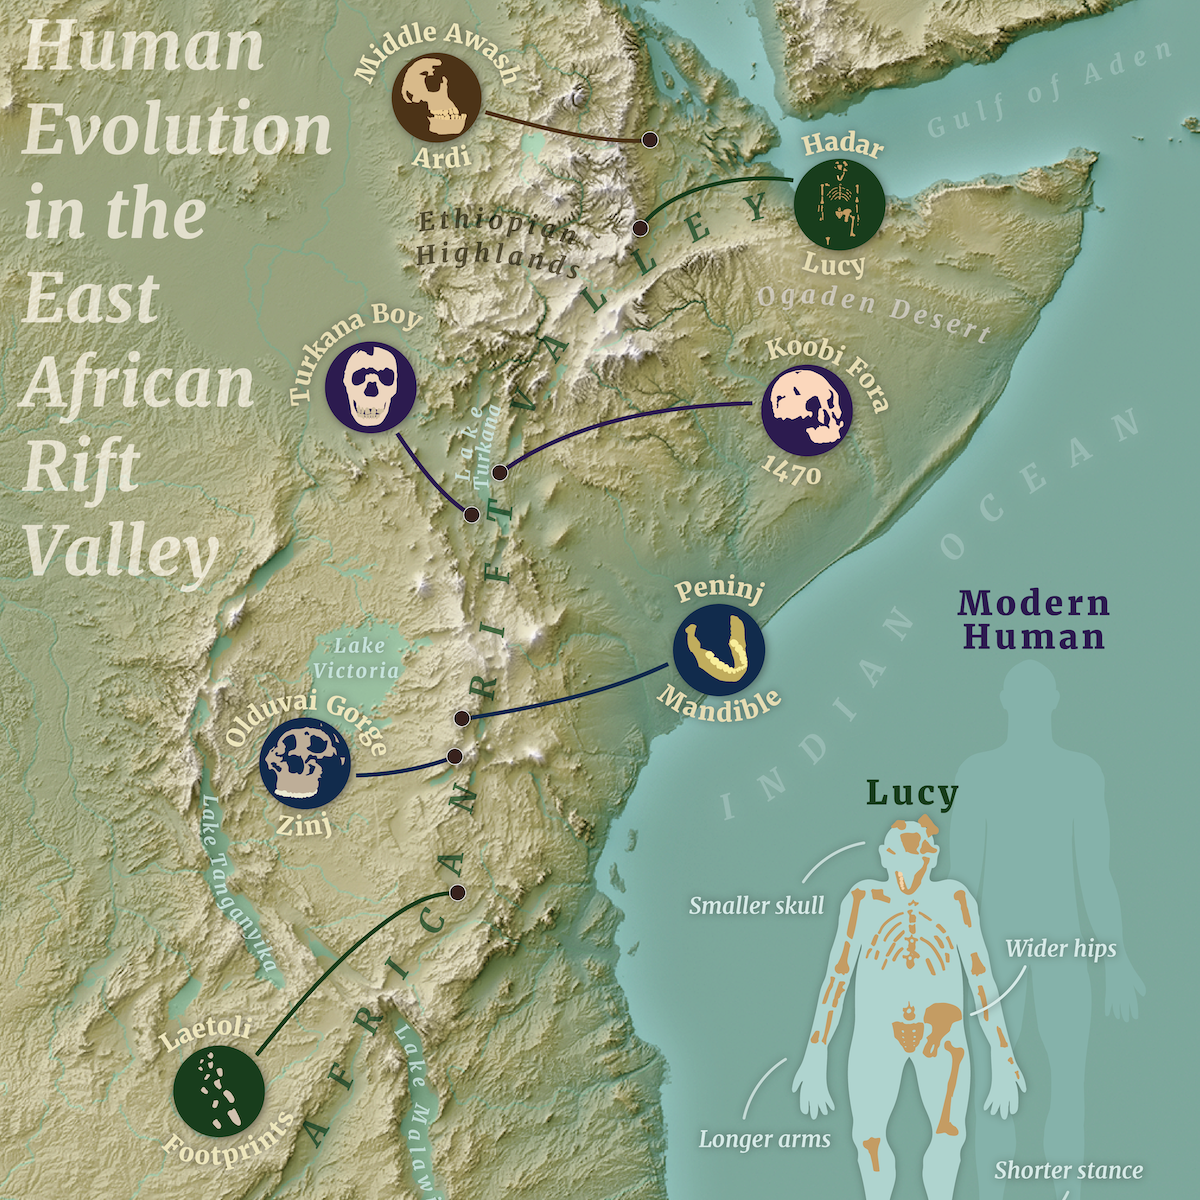 Human
Evolution
in the
East
African
Rift
Valley
Middle Awash
Ardi
Gulf of Aden
Hadar
Lucy
Ethiopian
Highlands
Ogaden Desert
Turkana Boy
Koobi Fora
1470
Lake
Turkana
AFRICAN RIFT VALLEY
INDIAN OCEAN
Peninj
Mandible
Modern
Human
Lake
Victoria
Olduvai Gorge
Zinj
Lucy
Lake Tanganyika
Smaller skull
Wider hips
Laetoli
Footprints
Lake Malawi
Longer arms
Shorter stance